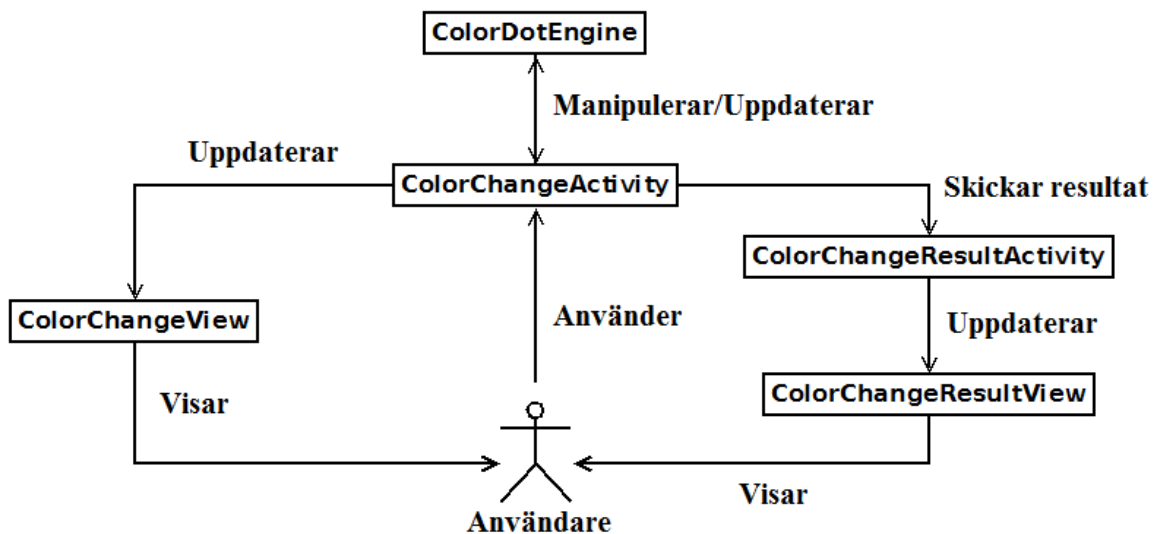 ColorDotEngine
Manipulerar/Uppdaterar
Uppdaterar
ColorChangeActivity
Skickar resultat
ColorChangeResultActivity
ColorChangeView
Använder
Uppdaterar
ColorChangeResultView
Visar
Visar
Användare